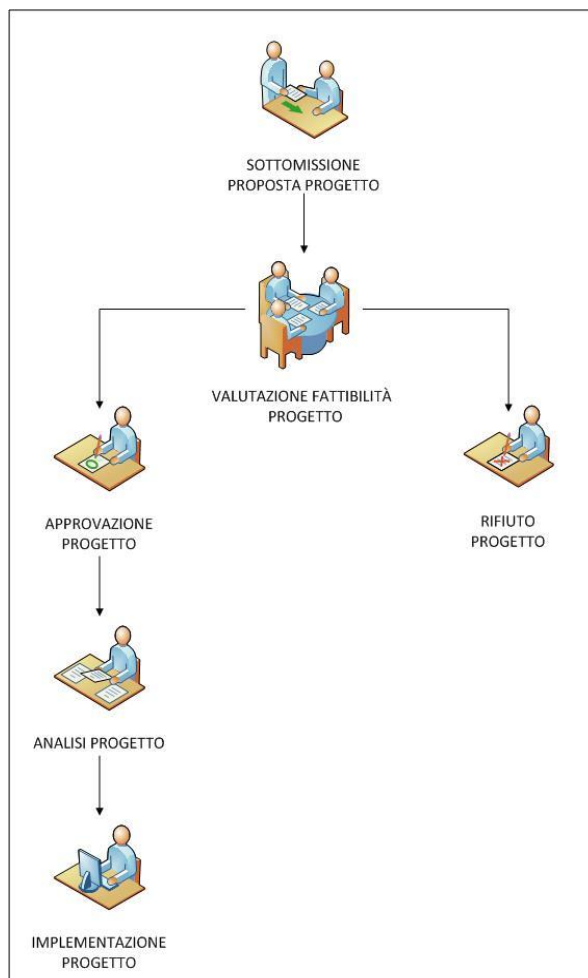 SOTTOMISSIONE
PROPOSTA PROGETTO
VALUTAZIONE FATTIBILITÀ
PROGETTO
APPROVAZIONE
PROGETTO
RIFIUTO
PROGETTO
ANALISI PROGETTO
IMPLEMENTAZIONE
PROGETTO